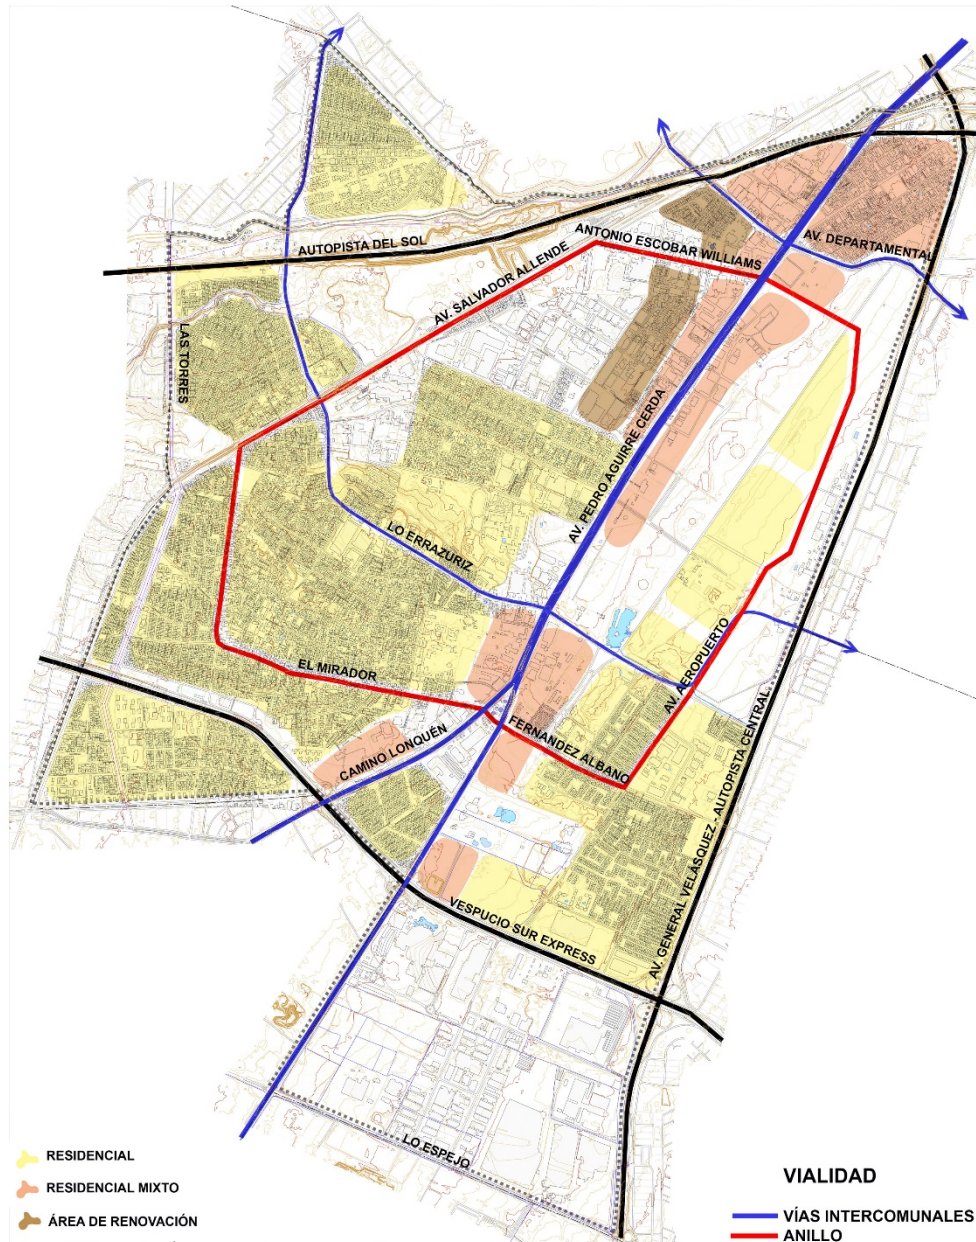 AUTOPISTA DEL SOL
AV. SALVADOR ALLENDE
ANTONIO ESCOBAR WILLIAMS
AV. DEPARTAMENTAL
LAS TORRES
AV. PEDRO AGUIRRE CERDA
LO ERRAZURIZ
AV. AEROPUERTO
EL MIRADOR
FERNANDEZ ALBANO
CAMINO LONQUÉN
AV. GENERAL VELÁSQUEZ - AUTOPISTA CENTRAL
VESPUCIO SUR EXPRESS
LO ESPEJO
RESIDENCIAL
RESIDENCIAL MIXTO
ÁREA DE RENOVACIÓN
VIALIDAD
VÍAS INTERCOMUNALES
ANILLO